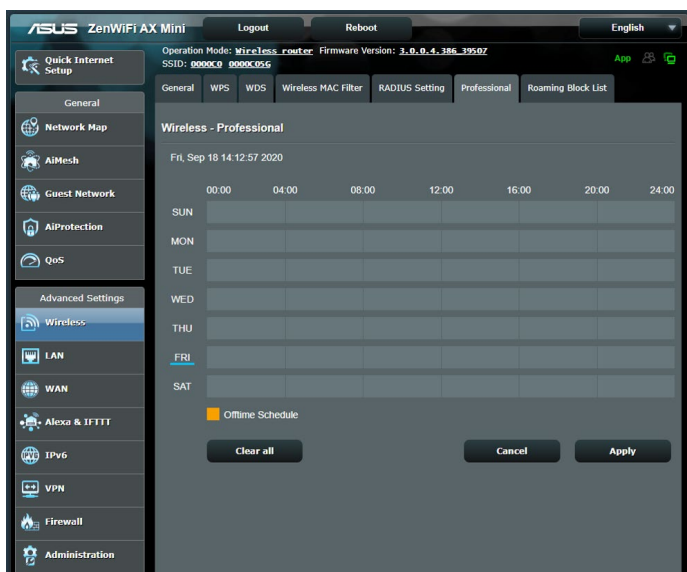 ASUS ZenWiFi AX Mini Logout Reboot English
Operation Mode: Wireless router Firmware Version: 3.0.0.4.386_39507
SSID: 0000C0 0000C05G
App
Quick Internet
Setup
General WPS WDS Wireless MAC Filter RADIUS Setting Professional Roaming Block List
General
Network Map
AiMesh
Guest Network
AiProtection
QoS
Advanced Settings
Wireless
LAN
WAN
Alexa & IFTTT
IPv6
VPN
Firewall
Administration
Wireless - Professional
Fri, Sep 18 14:12:57 2020
00:00 04:00 08:00 12:00 16:00 20:00 24:00
SUN
MON
TUE
WED
THU
FRI
SAT
Offtime Schedule
Clear all Cancel Apply